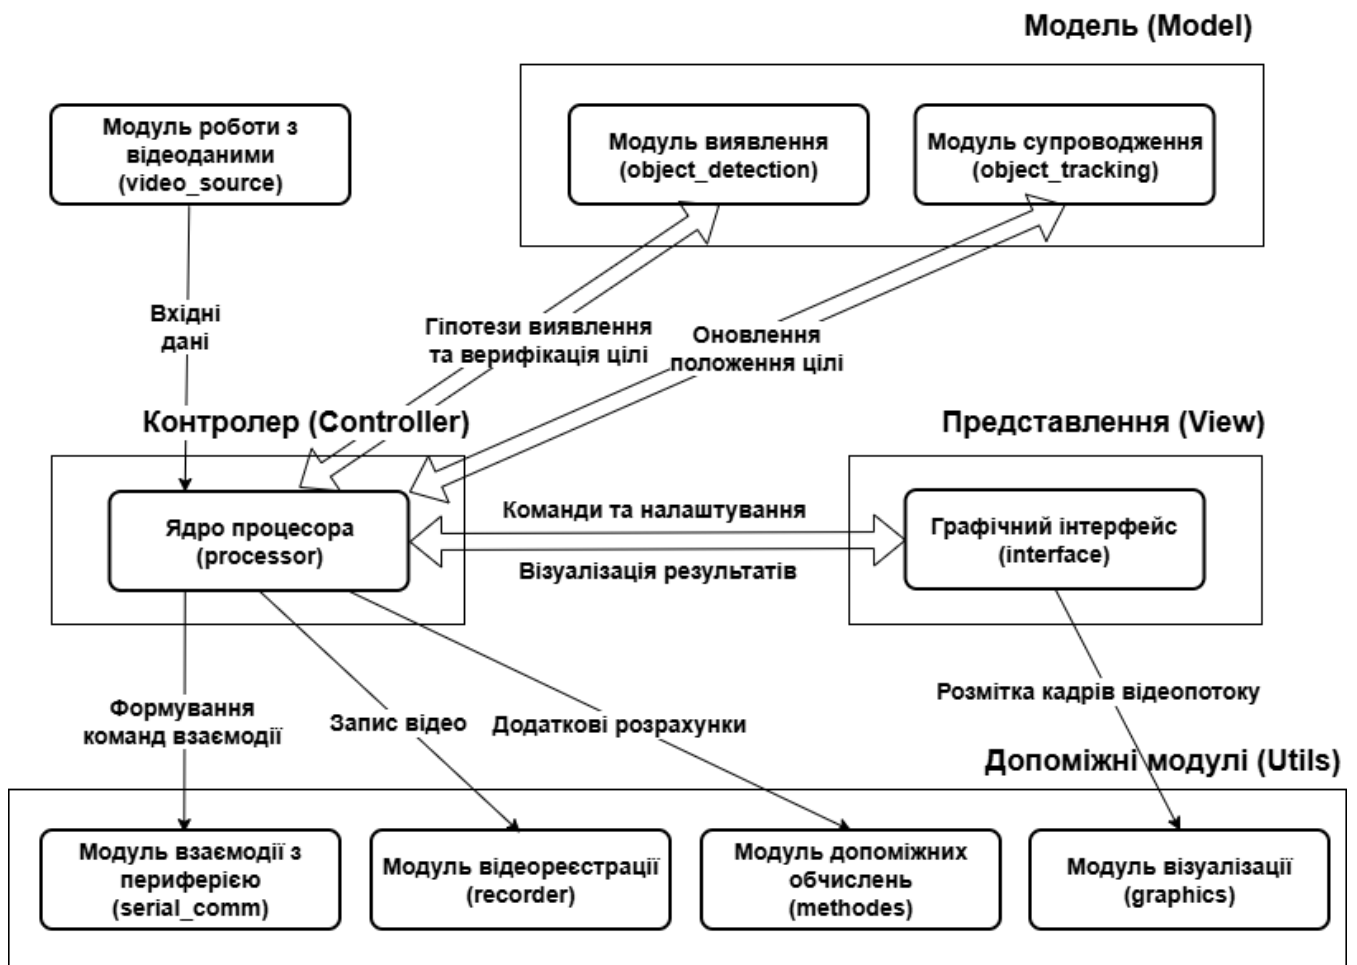 Модель (Model)
Модуль роботи з
відеоданими
(video_source)
Модуль виявлення
(object_detection)
Модуль супроводження
(object_tracking)
Вхідні
дані
Гіпотези виявлення
та верифікація цілі
Оновлення
положення цілі
Контролер (Controller)
Представлення (View)
Ядро процесора
(processor)
Команди та налаштування
Візуалізація результатів
Графічний інтерфейс
(interface)
Формування
команд взаємодії
Запис відео
Додаткові розрахунки
Розмітка кадрів відеопотоку
Допоміжні модулі (Utils)
Модуль взаємодії з
периферією
(serial_comm)
Модуль відеореєстрації
(recorder)
Модуль допоміжних
обчислень
(methodes)
Модуль візуалізації
(graphics)